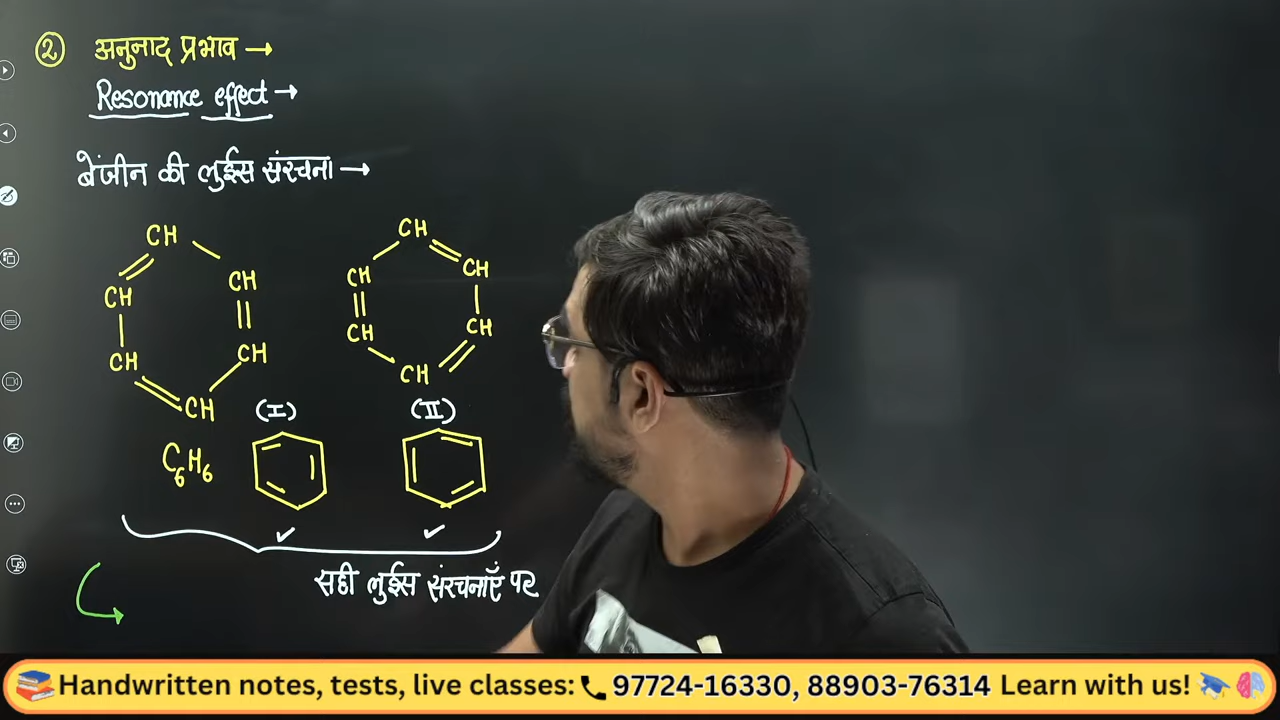 ② अनुनाद प्रभाव →
Resonance effect →
बेंजीन की लुईस संरचना →
CH CH
CH CH CH CH
CH CH CH CH
CH CH
(I) (II)
C6H6
✓ ✓
सही लुईस संरचनाएँ पर
📚Handwritten notes, tests, live classes:📞97724-16330, 88903-76314 Learn with us! 🎓🧠